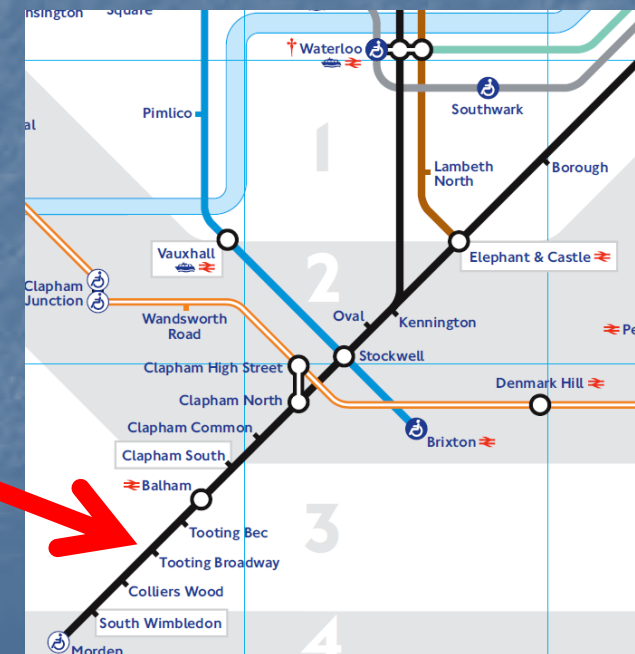 nsington
Square
Waterloo
Southwark
Pimlico
al
1
Lambeth
North
Borough
Vauxhall
Elephant & Castle
2
Clapham
Junction
Wandsworth
Road
Oval
Kennington
Pe
Stockwell
Clapham High Street
Denmark Hill
Clapham North
Clapham Common
Brixton
Clapham South
Balham
3
Tooting Bec
Tooting Broadway
Colliers Wood
South Wimbledon
4
Morden